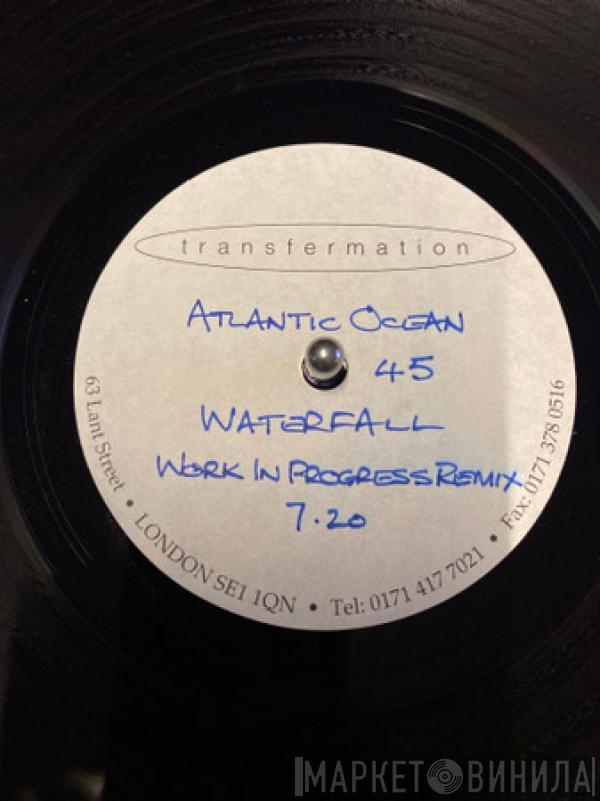 transfermation
ATLANTIC OCEAN
45
WATERFALL
WORK IN PROGRESS REMIX
7.20
63 Lant Street • LONDON SE1 1QN • Tel: 0171 417 7021 • Fax: 0171 378 0516
МАРКЕТ ВИНИЛА